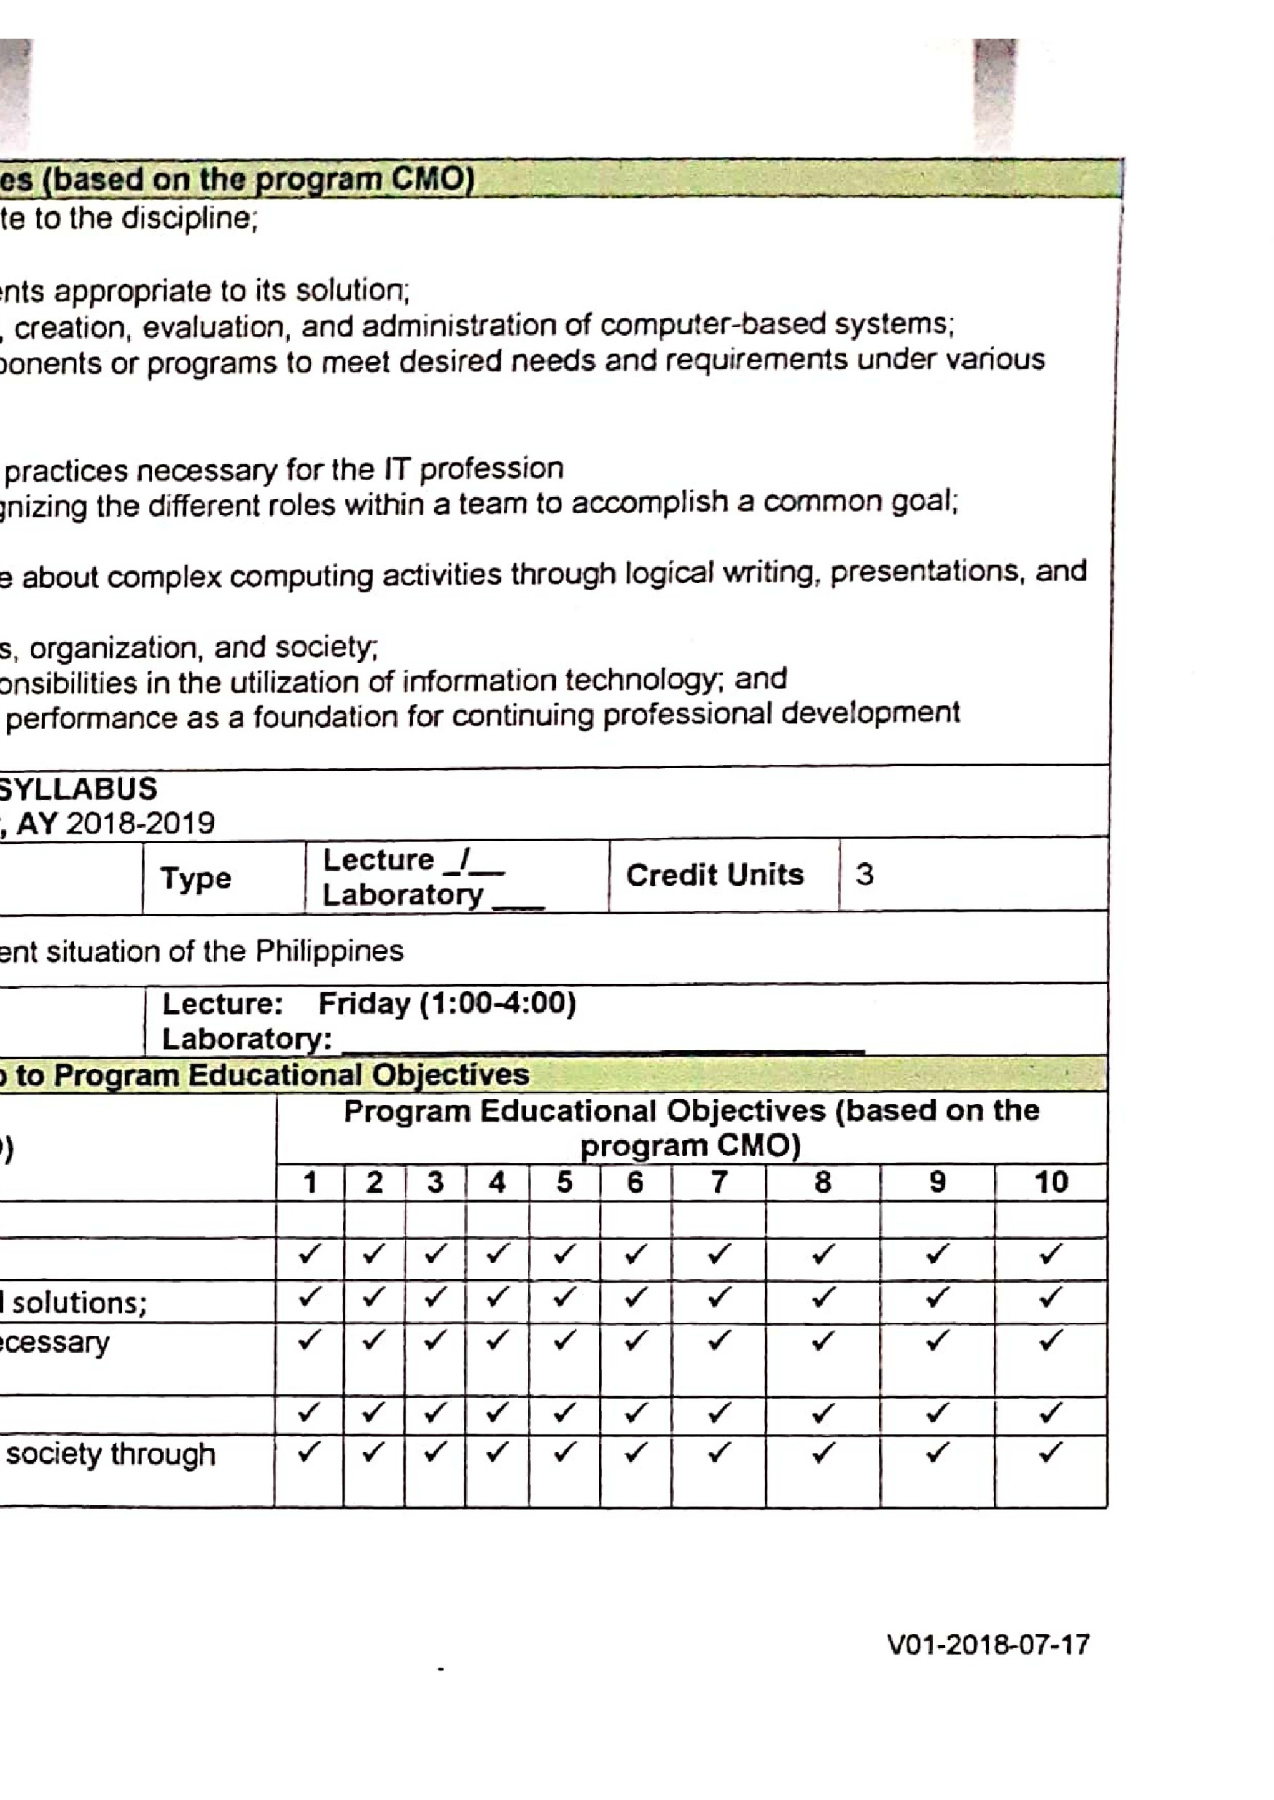 es (based on the program CMO)
te to the discipline;
ents appropriate to its solution;
, creation, evaluation, and administration of computer-based systems;
ponents or programs to meet desired needs and requirements under various
practices necessary for the IT profession
gnizing the different roles within a team to accomplish a common goal;
e about complex computing activities through logical writing, presentations, and
s, organization, and society;
onsibilities in the utilization of information technology; and
performance as a foundation for continuing professional development
SYLLABUS
, AY 2018-2019
Type Lecture _/__ Credit Units 3
Laboratory ___
ent situation of the Philippines
Lecture: Friday (1:00-4:00)
Laboratory: ____________________
to Program Educational Objectives
Program Educational Objectives (based on the
) program CMO)
1 2 3 4 5 6 7 8 9 10
✓ ✓ ✓ ✓ ✓ ✓ ✓ ✓ ✓ ✓
solutions; ✓ ✓ ✓ ✓ ✓ ✓ ✓ ✓ ✓ ✓
ecessary ✓ ✓ ✓ ✓ ✓ ✓ ✓ ✓ ✓ ✓
✓ ✓ ✓ ✓ ✓ ✓ ✓ ✓ ✓ ✓
society through ✓ ✓ ✓ ✓ ✓ ✓ ✓ ✓ ✓ ✓
V01-2018-07-17